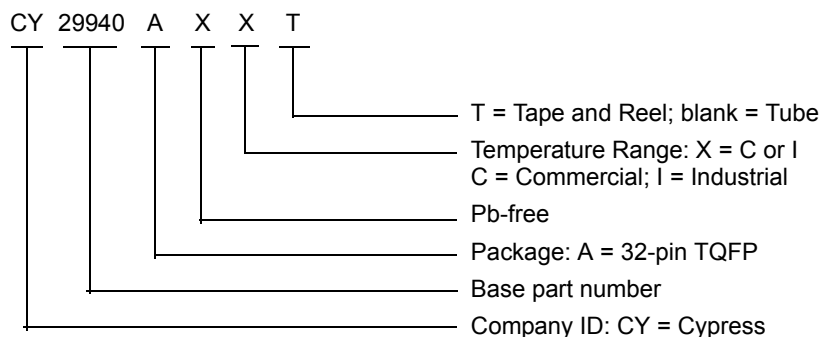 CY 29940 A X X T
T = Tape and Reel; blank = Tube
Temperature Range: X = C or I
C = Commercial; I = Industrial
Pb-free
Package: A = 32-pin TQFP
Base part number
Company ID: CY = Cypress